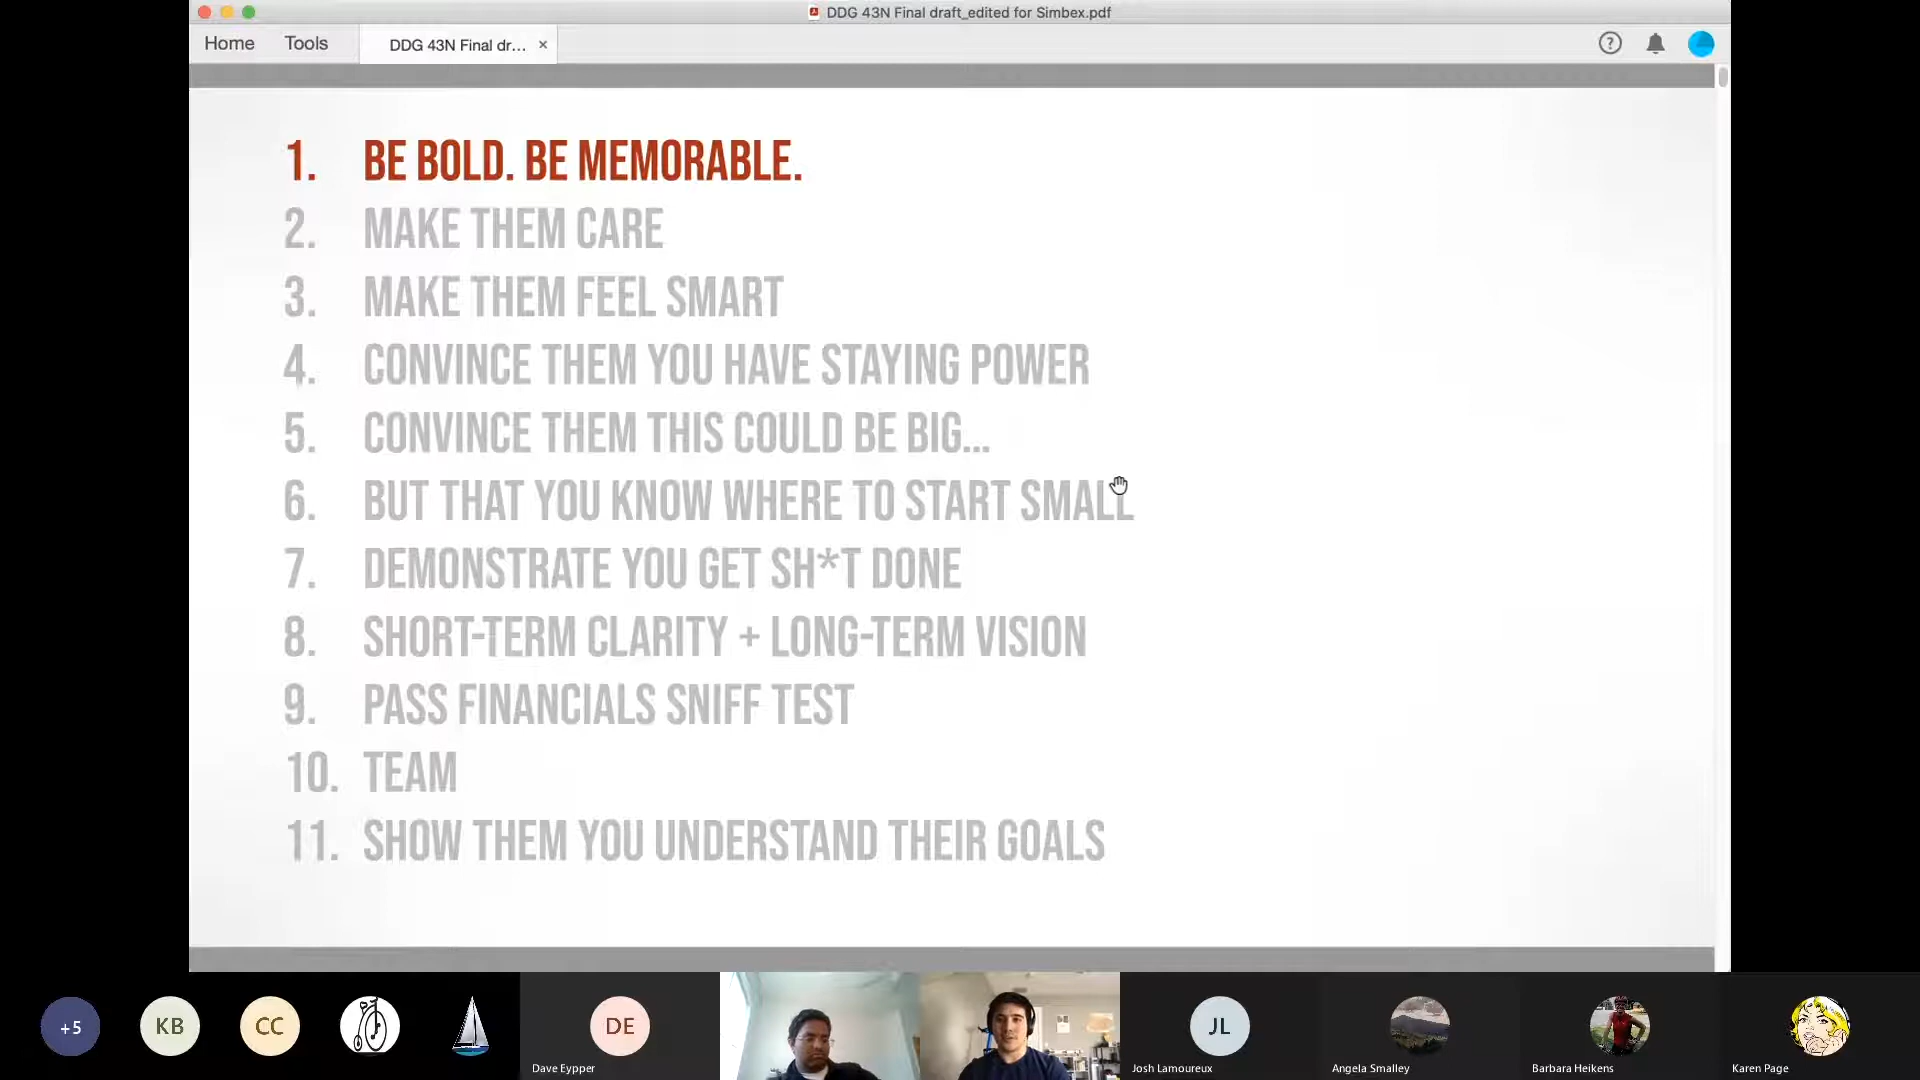 DDG 43N Final draft_edited for Simbex.pdf
Home
Tools
DDG 43N Final dr...
1. BE BOLD. BE MEMORABLE.
2. MAKE THEM CARE
3. MAKE THEM FEEL SMART
4. CONVINCE THEM YOU HAVE STAYING POWER
5. CONVINCE THEM THIS COULD BE BIG...
6. BUT THAT YOU KNOW WHERE TO START SMALL
7. DEMONSTRATE YOU GET SH*T DONE
8. SHORT-TERM CLARITY + LONG-TERM VISION
9. PASS FINANCIALS SNIFF TEST
10. TEAM
11. SHOW THEM YOU UNDERSTAND THEIR GOALS
+5
KB
CC
DE
JL
Dave Eypper
Josh Lamoureux
Angela Smalley
Barbara Heikens
Karen Page